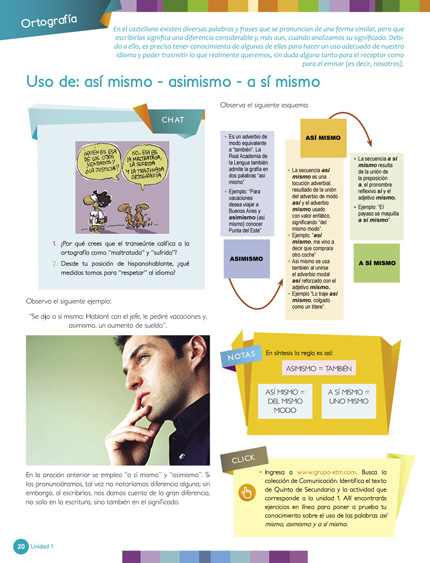 Ortografía
En el castellano existen diversas palabras y frases que se pronuncian de una forma similar, pero que
escribirlas significa una diferencia considerable y, más aun, cuando analizamos su significado. Debi-
do a ello, es preciso tener conocimiento de algunas de ellas para hacer un uso adecuado de nuestro
idioma y poder transmitir lo que realmente queremos, sin duda alguna tanto para el receptor como
para el emisor (es decir, nosotros).
Uso de: así mismo - asimismo - a sí mismo
CHAT
¿QUIÉN ES ESA
DE LOS OJOS
VENDADOS?
¿LA JUSTICIA?
NO... ESA ES
LA MALTRATADA,
LA SUFRIDA
Y LA TRAJINADA
ORTOGRAFÍA
1. ¿Por qué crees que el transeúnte califica a la
ortografía como "maltratada" y "sufrida"?
2. Desde tu posición de hispanohablante, ¿qué
medidas tomas para "respetar" al idioma?
Observa el siguiente ejemplo:
"Se dijo a sí mismo: Hablaré con el jefe, le pediré vacaciones y,
asimismo, un aumento de sueldo".
En la oración anterior se emplea "a sí mismo" y "asimismo". Si
las pronunciáramos, tal vez no notaríamos diferencia alguna; sin
embargo, al escribirlas, nos damos cuenta de la gran diferencia,
no solo en la escritura, sino también en el significado.
Observa el siguiente esquema:
• Es un adverbio de
modo equivalente
a "también". La
Real Academia de
la Lengua también
admite la grafía en
dos palabras "así
mismo"
• Ejemplo: "Para
vacaciones
desea viajar a
Buenos Aires y
asimismo (así
mismo) conocer
Punta del Este"
ASIMISMO
ASÍ MISMO
• La secuencia así
mismo es una
locución adverbial,
resultado de la unión
del adverbio de modo
así y el adverbio
mismo usado
con valor enfático,
significando "del
mismo modo".
• Ejemplo: "así
mismo, me vino a
decir que comprara
otro coche"
• Así mismo se usa
también al unirse
el adverbio modal
así reforzado con el
adjetivo mismo.
• Ejemplo: "Lo traje así
mismo, colgado
como un títere".
• La secuencia a sí
mismo resulta
de la unión de
la preposición
a, el pronombre
reflexivo sí y el
adjetivo mismo.
• Ejemplo: "El
payaso se maquilla
a sí mismo".
A SÍ MISMO
NOTAS
En síntesis la regla es así:
ASIMISMO = TAMBIÉN
ASÍ MISMO =
DEL MISMO
MODO
A SÍ MISMO =
UNO MISMO
CLICK
• Ingresa a www.grupo-etm.com. Busca la
colección de Comunicación. Identifica el texto
de Quinto de Secundaria y la actividad que
corresponde a la unidad 1. Allí encontrarás
ejercicios en línea para poner a prueba tu
conocimiento sobre el uso de las palabras así
mismo, asimismo y a sí mismo.
20 Unidad 1